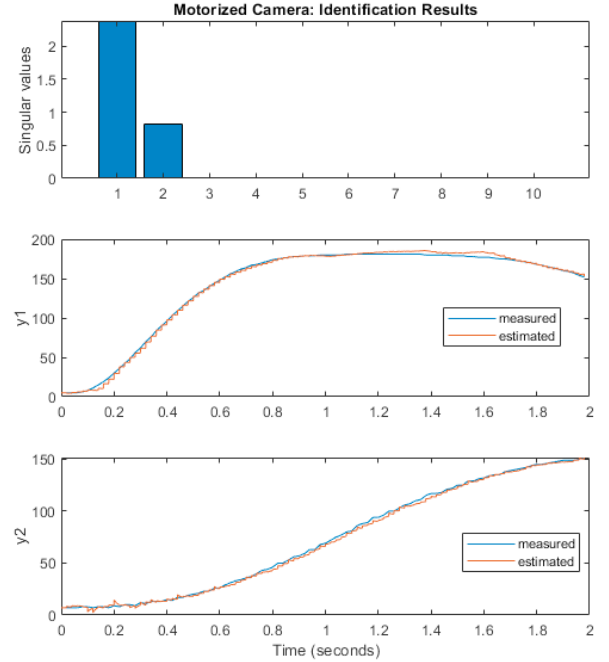 Motorized Camera: Identification Results
Singular values
2
1.5
1
0.5
0
1 2 3 4 5 6 7 8 9 10
y1
200
150
100
50
0
measured
estimated
0 0.2 0.4 0.6 0.8 1 1.2 1.4 1.6 1.8 2
y2
150
100
50
0
measured
estimated
0 0.2 0.4 0.6 0.8 1 1.2 1.4 1.6 1.8 2
Time (seconds)